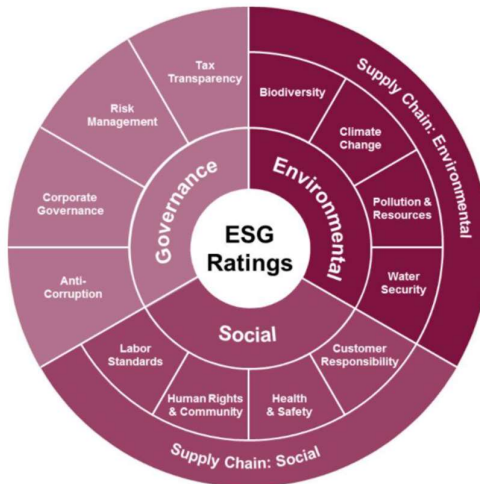 ESG
Ratings
Governance
Environmental
Social
Tax
Transparency
Risk
Management
Corporate
Governance
Anti-
Corruption
Biodiversity
Climate
Change
Pollution &
Resources
Water
Security
Supply Chain: Environmental
Customer
Responsibility
Health
& Safety
Human Rights
& Community
Labor
Standards
Supply Chain: Social